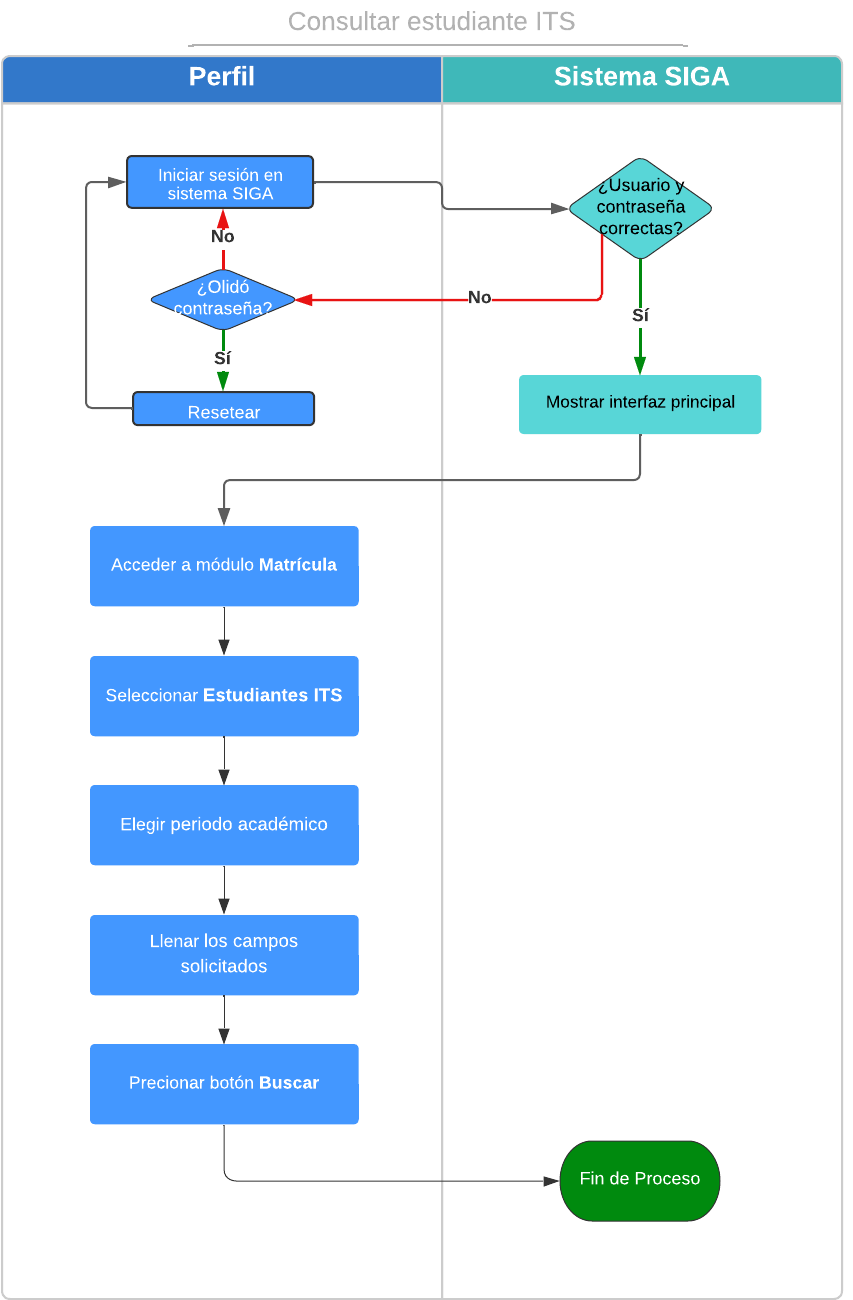 Consultar estudiante ITS
Perfil
Sistema SIGA
Iniciar sesión en
sistema SIGA
¿Usuario y
contraseña
correctas?
No
¿Olidó
contraseña?
No
Sí
Sí
Resetear
Mostrar interfaz principal
Acceder a módulo Matrícula
Seleccionar Estudiantes ITS
Elegir periodo académico
Llenar los campos
solicitados
Precionar botón Buscar
Fin de Proceso